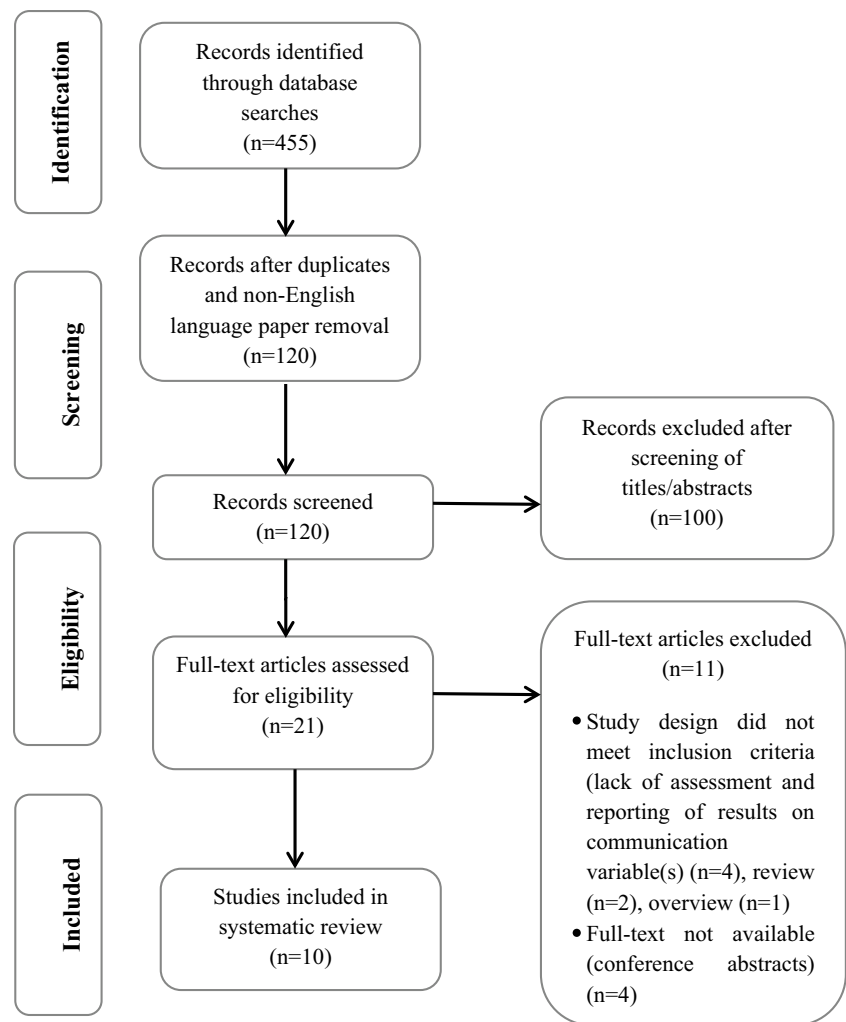 Identification
Records identified
through database
searches
(n=455)
Screening
Records after duplicates
and non-English
language paper removal
(n=120)
Records screened
(n=120)
Records excluded after
screening of
titles/abstracts
(n=100)
Eligibility
Full-text articles assessed
for eligibility
(n=21)
Full-text articles excluded
(n=11)
• Study design did not
meet inclusion criteria
(lack of assessment and
reporting of results on
communication
variable(s) (n=4), review
(n=2), overview (n=1)
• Full-text not available
(conference abstracts)
(n=4)
Included
Studies included in
systematic review
(n=10)